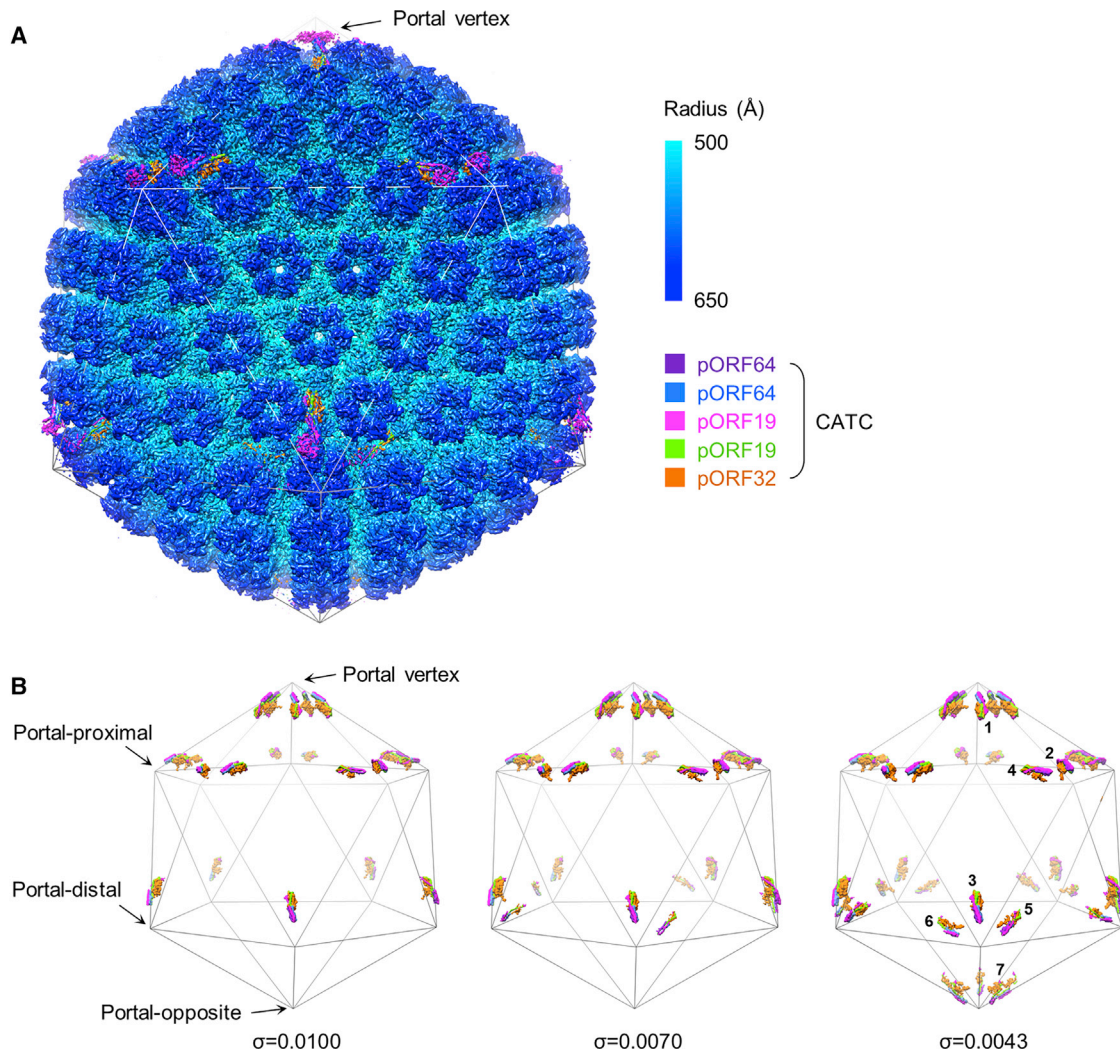 A
Portal vertex
Radius (Å)
500
650
pORF64
pORF64
pORF19
pORF19
pORF32
CATC
B
Portal vertex
Portal-proximal
Portal-distal
Portal-opposite
1
2
4
3
5
6
7
σ=0.0100
σ=0.0070
σ=0.0043